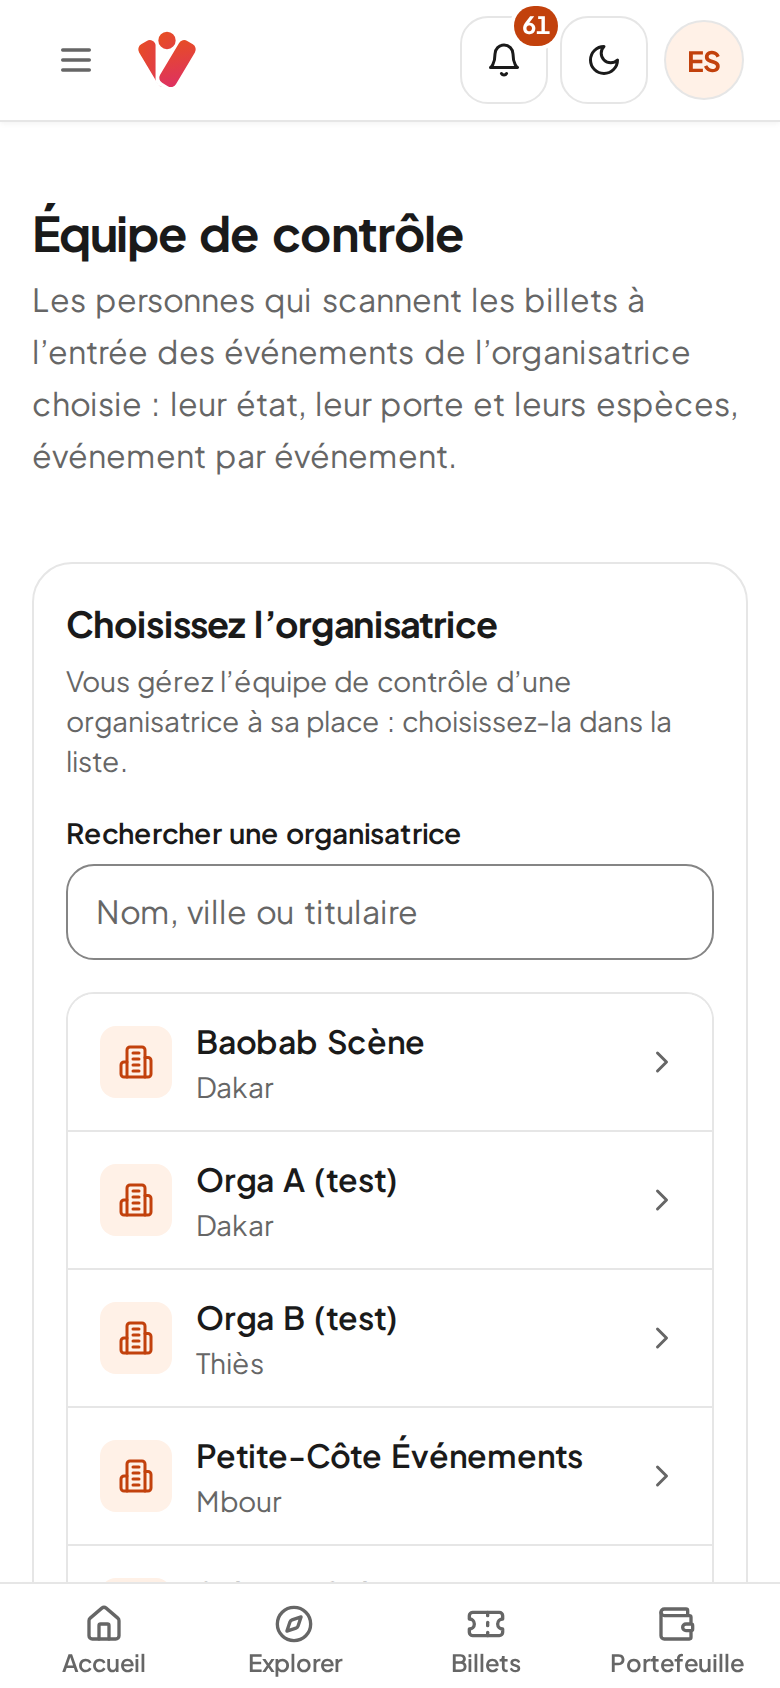 61
ES
Équipe de contrôle
Les personnes qui scannent les billets à
l’entrée des événements de l’organisatrice
choisie : leur état, leur porte et leurs espèces,
événement par événement.
Choisissez l’organisatrice
Vous gérez l’équipe de contrôle d’une
organisatrice à sa place : choisissez-la dans la
liste.
Rechercher une organisatrice
Nom, ville ou titulaire
Baobab Scène
Dakar
Orga A (test)
Dakar
Orga B (test)
Thiès
Petite-Côte Événements
Mbour
Accueil
Explorer
Billets
Portefeuille